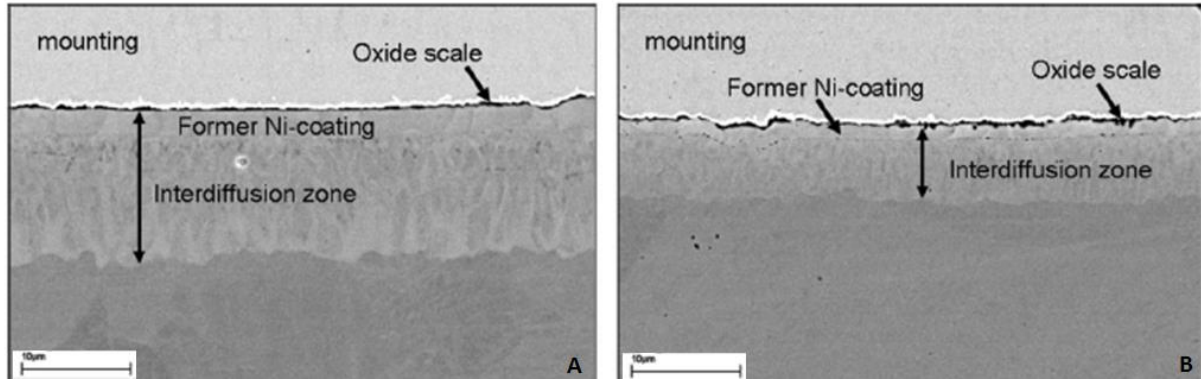 mounting
Oxide scale
Former Ni-coating
Interdiffusion zone
10µm
A
mounting
Oxide scale
Former Ni-coating
Interdiffusion zone
10µm
B